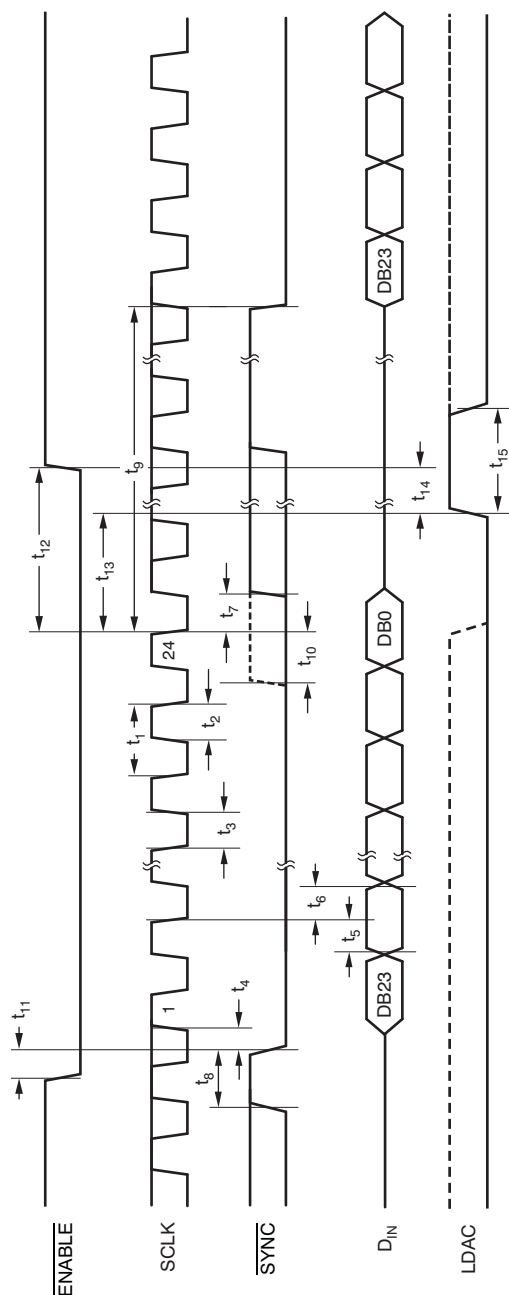 ENABLE
t11
t12
t13
t9
SCLK
1
24
t1
t2
t3
t4
SYNC
t8
t7
t10
DIN
DB23
t5
t6
DB0
DB23
t14
LDAC
t15